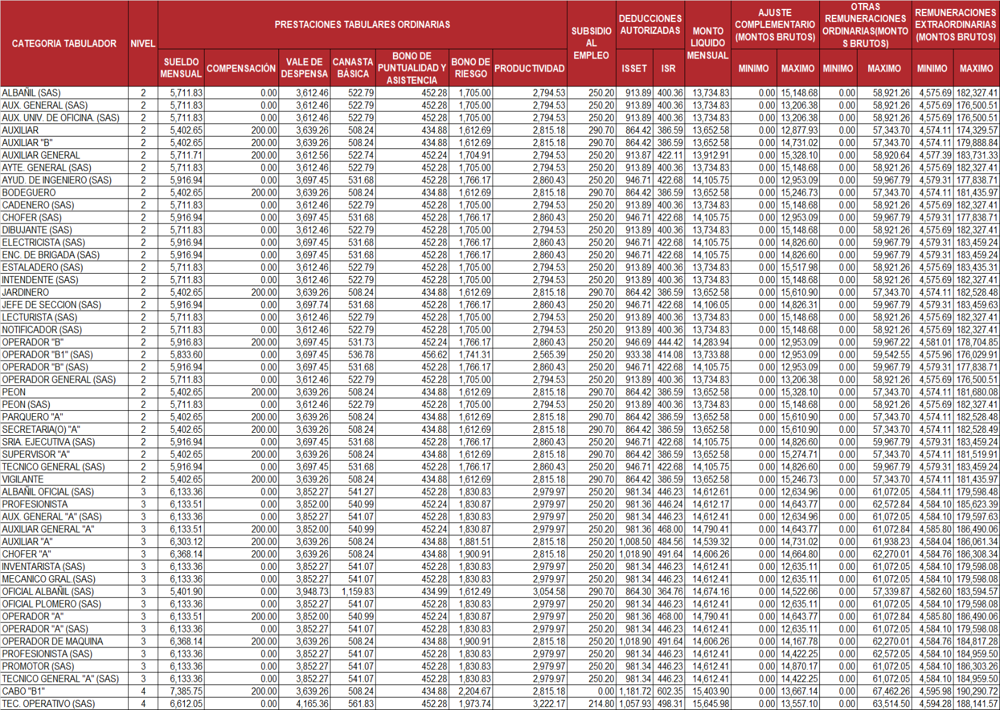 CATEGORIA TABULADOR NIVEL PRESTACIONES TABULARES ORDINARIAS SUBSIDIO AL EMPLEO DEDUCCIONES AUTORIZADAS MONTO LIQUIDO MENSUAL AJUSTE COMPLEMENTARIO (MONTOS BRUTOS) OTRAS REMUNERACIONES ORDINARIAS(MONTO S BRUTOS) REMUNERACIONES EXTRAORDINARIAS (MONTOS BRUTOS)
SUELDO MENSUAL COMPENSACIÓN VALE DE DESPENSA CANASTA BÁSICA BONO DE PUNTUALIDAD Y ASISTENCIA BONO DE RIESGO PRODUCTIVIDAD ISSET ISR MINIMO MAXIMO MINIMO MAXIMO MINIMO MAXIMO
ALBAÑIL (SAS) 2 5,711.83 0.00 3,612.46 522.79 452.28 1,705.00 2,794.53 250.20 913.89 400.36 13,734.83 0.00 15,148.68 0.00 58,921.26 4,575.69 182,327.41
AUX. GENERAL (SAS) 2 5,711.83 0.00 3,612.46 522.79 452.28 1,705.00 2,794.53 250.20 913.89 400.36 13,734.83 0.00 13,206.38 0.00 58,921.26 4,575.69 176,500.51
AUX. UNIV. DE OFICINA. (SAS) 2 5,711.83 0.00 3,612.46 522.79 452.28 1,705.00 2,794.53 250.20 913.89 400.36 13,734.83 0.00 13,206.38 0.00 58,921.26 4,575.69 176,500.51
AUXILIAR 2 5,402.65 200.00 3,639.26 508.24 434.88 1,612.69 2,815.18 290.70 864.42 386.59 13,652.58 0.00 12,877.93 0.00 57,343.70 4,574.11 174,329.57
AUXILIAR "B" 2 5,402.65 200.00 3,639.26 508.24 434.88 1,612.69 2,815.18 290.70 864.42 386.59 13,652.58 0.00 14,731.02 0.00 57,343.70 4,574.11 179,888.84
AUXILIAR GENERAL 2 5,711.71 200.00 3,612.56 522.74 452.24 1,704.91 2,794.53 250.20 913.87 422.11 13,912.91 0.00 15,328.10 0.00 58,920.64 4,577.39 183,731.33
AYTE. GENERAL (SAS) 2 5,711.83 0.00 3,612.46 522.79 452.28 1,705.00 2,794.53 250.20 913.89 400.36 13,734.83 0.00 15,148.68 0.00 58,921.26 4,575.69 182,327.41
AYUD. DE INGENIERO (SAS) 2 5,916.94 0.00 3,697.45 531.68 452.28 1,766.17 2,860.43 250.20 946.71 422.68 14,105.75 0.00 12,953.09 0.00 59,967.79 4,579.31 177,838.71
BODEGUERO 2 5,402.65 200.00 3,639.26 508.24 434.88 1,612.69 2,815.18 290.70 864.42 386.59 13,652.58 0.00 15,246.73 0.00 57,343.70 4,574.11 181,435.97
CADENERO (SAS) 2 5,711.83 0.00 3,612.46 522.79 452.28 1,705.00 2,794.53 250.20 913.89 400.36 13,734.83 0.00 15,148.68 0.00 58,921.26 4,575.69 182,327.41
CHOFER (SAS) 2 5,916.94 0.00 3,697.45 531.68 452.28 1,766.17 2,860.43 250.20 946.71 422.68 14,105.75 0.00 12,953.09 0.00 59,967.79 4,579.31 177,838.71
DIBUJANTE (SAS) 2 5,711.83 0.00 3,612.46 522.79 452.28 1,705.00 2,794.53 250.20 913.89 400.36 13,734.83 0.00 15,148.68 0.00 58,921.26 4,575.69 182,327.41
ELECTRICISTA (SAS) 2 5,916.94 0.00 3,697.45 531.68 452.28 1,766.17 2,860.43 250.20 946.71 422.68 14,105.75 0.00 14,826.60 0.00 59,967.79 4,579.31 183,459.24
ENC. DE BRIGADA (SAS) 2 5,916.94 0.00 3,697.45 531.68 452.28 1,766.17 2,860.43 250.20 946.71 422.68 14,105.75 0.00 14,826.60 0.00 59,967.79 4,579.31 183,459.24
ESTALADERO (SAS) 2 5,711.83 0.00 3,612.46 522.79 452.28 1,705.00 2,794.53 250.20 913.89 400.36 13,734.83 0.00 15,517.98 0.00 58,921.26 4,575.69 183,435.31
INTENDENTE (SAS) 2 5,711.83 0.00 3,612.46 522.79 452.28 1,705.00 2,794.53 250.20 913.89 400.36 13,734.83 0.00 15,148.68 0.00 58,921.26 4,575.69 182,327.41
JARDINERO 2 5,402.65 200.00 3,639.26 508.24 434.88 1,612.69 2,815.18 290.70 864.42 386.59 13,652.58 0.00 15,610.90 0.00 57,343.70 4,574.11 182,528.48
JEFE DE SECCION (SAS) 2 5,916.94 0.00 3,697.74 531.68 452.28 1,766.17 2,860.43 250.20 946.71 422.68 14,106.05 0.00 14,826.31 0.00 59,967.79 4,579.31 183,459.63
LECTURISTA (SAS) 2 5,711.83 0.00 3,612.46 522.79 452.28 1,705.00 2,794.53 250.20 913.89 400.36 13,734.83 0.00 15,148.68 0.00 58,921.26 4,575.69 182,327.41
NOTIFICADOR (SAS) 2 5,711.83 0.00 3,612.46 522.79 452.28 1,705.00 2,794.53 250.20 913.89 400.36 13,734.83 0.00 15,148.68 0.00 58,921.26 4,575.69 182,327.41
OPERADOR "B" 2 5,916.83 200.00 3,697.45 531.73 452.24 1,766.17 2,860.43 250.20 946.69 444.42 14,283.94 0.00 12,953.09 0.00 59,967.22 4,581.01 178,704.85
OPERADOR "B1" (SAS) 2 5,833.60 0.00 3,697.45 536.78 456.62 1,741.31 2,565.39 250.20 933.38 414.08 13,733.88 0.00 12,953.09 0.00 59,542.55 4,575.96 176,029.91
OPERADOR "B" (SAS) 2 5,916.94 0.00 3,697.45 531.68 452.28 1,766.17 2,860.43 250.20 946.71 422.68 14,105.75 0.00 12,953.09 0.00 59,967.79 4,579.31 177,838.71
OPERADOR GENERAL (SAS) 2 5,711.83 0.00 3,612.46 522.79 452.28 1,705.00 2,794.53 250.20 913.89 400.36 13,734.83 0.00 13,206.38 0.00 58,921.26 4,575.69 176,500.51
PEON 2 5,402.65 200.00 3,639.26 508.24 434.88 1,612.69 2,815.18 290.70 864.42 386.59 13,652.58 0.00 15,328.10 0.00 57,343.70 4,574.11 181,680.08
PEON (SAS) 2 5,711.83 0.00 3,612.46 522.79 452.28 1,705.00 2,794.53 250.20 913.89 400.36 13,734.83 0.00 15,148.68 0.00 58,921.26 4,575.69 182,327.41
PARQUERO "A" 2 5,402.65 200.00 3,639.26 508.24 434.88 1,612.69 2,815.18 290.70 864.42 386.59 13,652.58 0.00 15,610.90 0.00 57,343.70 4,574.11 182,528.48
SECRETARIA(O) "A" 2 5,402.65 200.00 3,639.26 508.24 434.88 1,612.69 2,815.18 290.70 864.42 386.59 13,652.58 0.00 15,610.90 0.00 57,343.70 4,574.11 182,528.49
SRIA. EJECUTIVA (SAS) 2 5,916.94 0.00 3,697.45 531.68 452.28 1,766.17 2,860.43 250.20 946.71 422.68 14,105.75 0.00 14,826.60 0.00 59,967.79 4,579.31 183,459.24
SUPERVISOR "A" 2 5,402.65 200.00 3,639.26 508.24 434.88 1,612.69 2,815.18 290.70 864.42 386.59 13,652.58 0.00 15,274.71 0.00 57,343.70 4,574.11 181,519.91
TECNICO GENERAL (SAS) 2 5,916.94 0.00 3,697.45 531.68 452.28 1,766.17 2,860.43 250.20 946.71 422.68 14,105.75 0.00 14,826.60 0.00 59,967.79 4,579.31 183,459.24
VIGILANTE 2 5,402.65 200.00 3,639.26 508.24 434.88 1,612.69 2,815.18 290.70 864.42 386.59 13,652.58 0.00 15,246.73 0.00 57,343.70 4,574.11 181,435.97
ALBAÑIL OFICIAL (SAS) 3 6,133.36 0.00 3,852.27 541.27 452.28 1,830.83 2,979.97 250.20 981.34 446.23 14,612.61 0.00 12,634.96 0.00 61,072.05 4,584.11 179,598.48
PROFESIONISTA 3 6,133.51 0.00 3,852.00 540.99 452.24 1,830.87 2,979.97 250.20 981.36 446.24 14,612.17 0.00 14,643.77 0.00 62,572.84 4,584.10 185,623.39
AUX. GENERAL "A" (SAS) 3 6,133.36 0.00 3,852.27 541.07 452.28 1,830.83 2,979.97 250.20 981.34 446.23 14,612.41 0.00 12,634.96 0.00 61,072.05 4,584.10 179,597.63
AUXILIAR GENERAL "A" 3 6,133.51 200.00 3,852.00 540.99 452.24 1,830.87 2,979.97 250.20 981.36 468.00 14,790.41 0.00 14,643.77 0.00 61,072.84 4,585.80 186,490.06
AUXILIAR "A" 3 6,303.12 200.00 3,639.26 508.24 434.88 1,881.51 2,815.18 250.20 1,008.50 484.56 14,539.32 0.00 14,731.02 0.00 61,938.23 4,584.04 186,061.34
CHOFER "A" 3 6,368.14 200.00 3,639.26 508.24 434.88 1,900.91 2,815.18 250.20 1,018.90 491.64 14,606.26 0.00 14,664.80 0.00 62,270.01 4,584.76 186,308.34
INVENTARISTA (SAS) 3 6,133.36 0.00 3,852.27 541.07 452.28 1,830.83 2,979.97 250.20 981.34 446.23 14,612.41 0.00 12,635.11 0.00 61,072.05 4,584.10 179,598.08
MECANICO GRAL.(SAS) 3 6,133.36 0.00 3,852.27 541.07 452.28 1,830.83 2,979.97 250.20 981.34 446.23 14,612.41 0.00 12,635.11 0.00 61,072.05 4,584.10 179,598.08
OFICIAL ALBAÑIL (SAS) 3 5,401.90 0.00 3,948.73 1,159.83 434.99 1,612.49 3,054.58 290.70 864.30 364.76 14,674.16 0.00 14,522.66 0.00 57,339.87 4,582.60 183,594.57
OFICIAL PLOMERO (SAS) 3 6,133.36 0.00 3,852.27 541.07 452.28 1,830.83 2,979.97 250.20 981.34 446.23 14,612.41 0.00 12,635.11 0.00 61,072.05 4,584.10 179,598.08
OPERADOR "A" 3 6,133.51 200.00 3,852.00 540.99 452.24 1,830.87 2,979.97 250.20 981.36 468.00 14,790.41 0.00 14,643.77 0.00 61,072.84 4,585.80 186,490.06
OPERADOR "A" (SAS) 3 6,133.36 0.00 3,852.27 541.07 452.28 1,830.83 2,979.97 250.20 981.34 446.23 14,612.41 0.00 12,635.11 0.00 61,072.05 4,584.10 179,598.08
OPERADOR DE MAQUINA 3 6,368.14 200.00 3,639.26 508.24 434.88 1,900.91 2,815.18 250.20 1,018.90 491.64 14,606.26 0.00 14,167.78 0.00 62,270.01 4,584.76 184,817.28
PROFESIONISTA (SAS) 3 6,133.36 0.00 3,852.27 541.07 452.28 1,830.83 2,979.97 250.20 981.34 446.23 14,612.41 0.00 14,422.25 0.00 62,572.05 4,584.10 184,959.50
PROMOTOR (SAS) 3 6,133.36 0.00 3,852.27 541.07 452.28 1,830.83 2,979.97 250.20 981.34 446.23 14,612.41 0.00 14,870.17 0.00 61,072.05 4,584.10 186,303.26
TECNICO GENERAL "A" (SAS) 3 6,133.36 0.00 3,852.27 541.07 452.28 1,830.83 2,979.97 250.20 981.34 446.23 14,612.41 0.00 14,422.25 0.00 61,072.05 4,584.10 184,959.50
CABO "B1" 4 7,385.75 200.00 3,639.26 508.24 434.88 2,204.67 2,815.18 0.00 1,181.72 602.35 15,403.90 0.00 13,667.14 0.00 67,462.26 4,595.98 190,290.72
TEC. OPERATIVO (SAS) 4 6,612.05 0.00 4,165.36 561.83 452.28 1,973.74 3,222.17 214.80 1,057.93 498.31 15,645.98 0.00 13,557.10 0.00 63,514.50 4,594.28 188,141.57